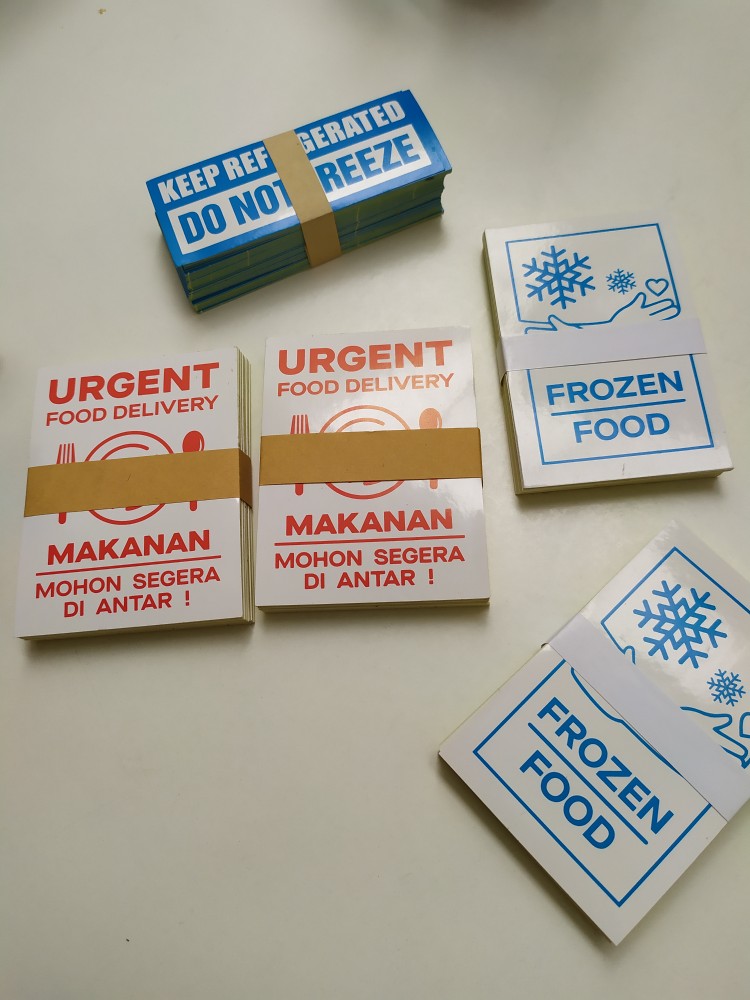 KEEP REF GERATED
DO NOT REEZE
URGENT
FOOD DELIVERY
MAKANAN
MOHON SEGERA
DI ANTAR !
URGENT
FOOD DELIVERY
MAKANAN
MOHON SEGERA
DI ANTAR !
FROZEN
FOOD
FROZEN
FOOD